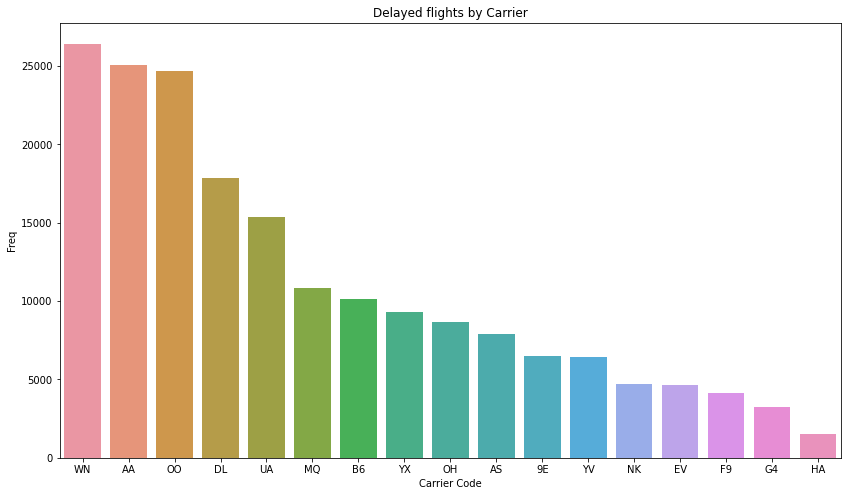 Delayed flights by Carrier
Freq
25000
20000
15000
10000
5000
0
WN AA OO DL UA MQ B6 YX OH AS 9E YV NK EV F9 G4 HA
Carrier Code